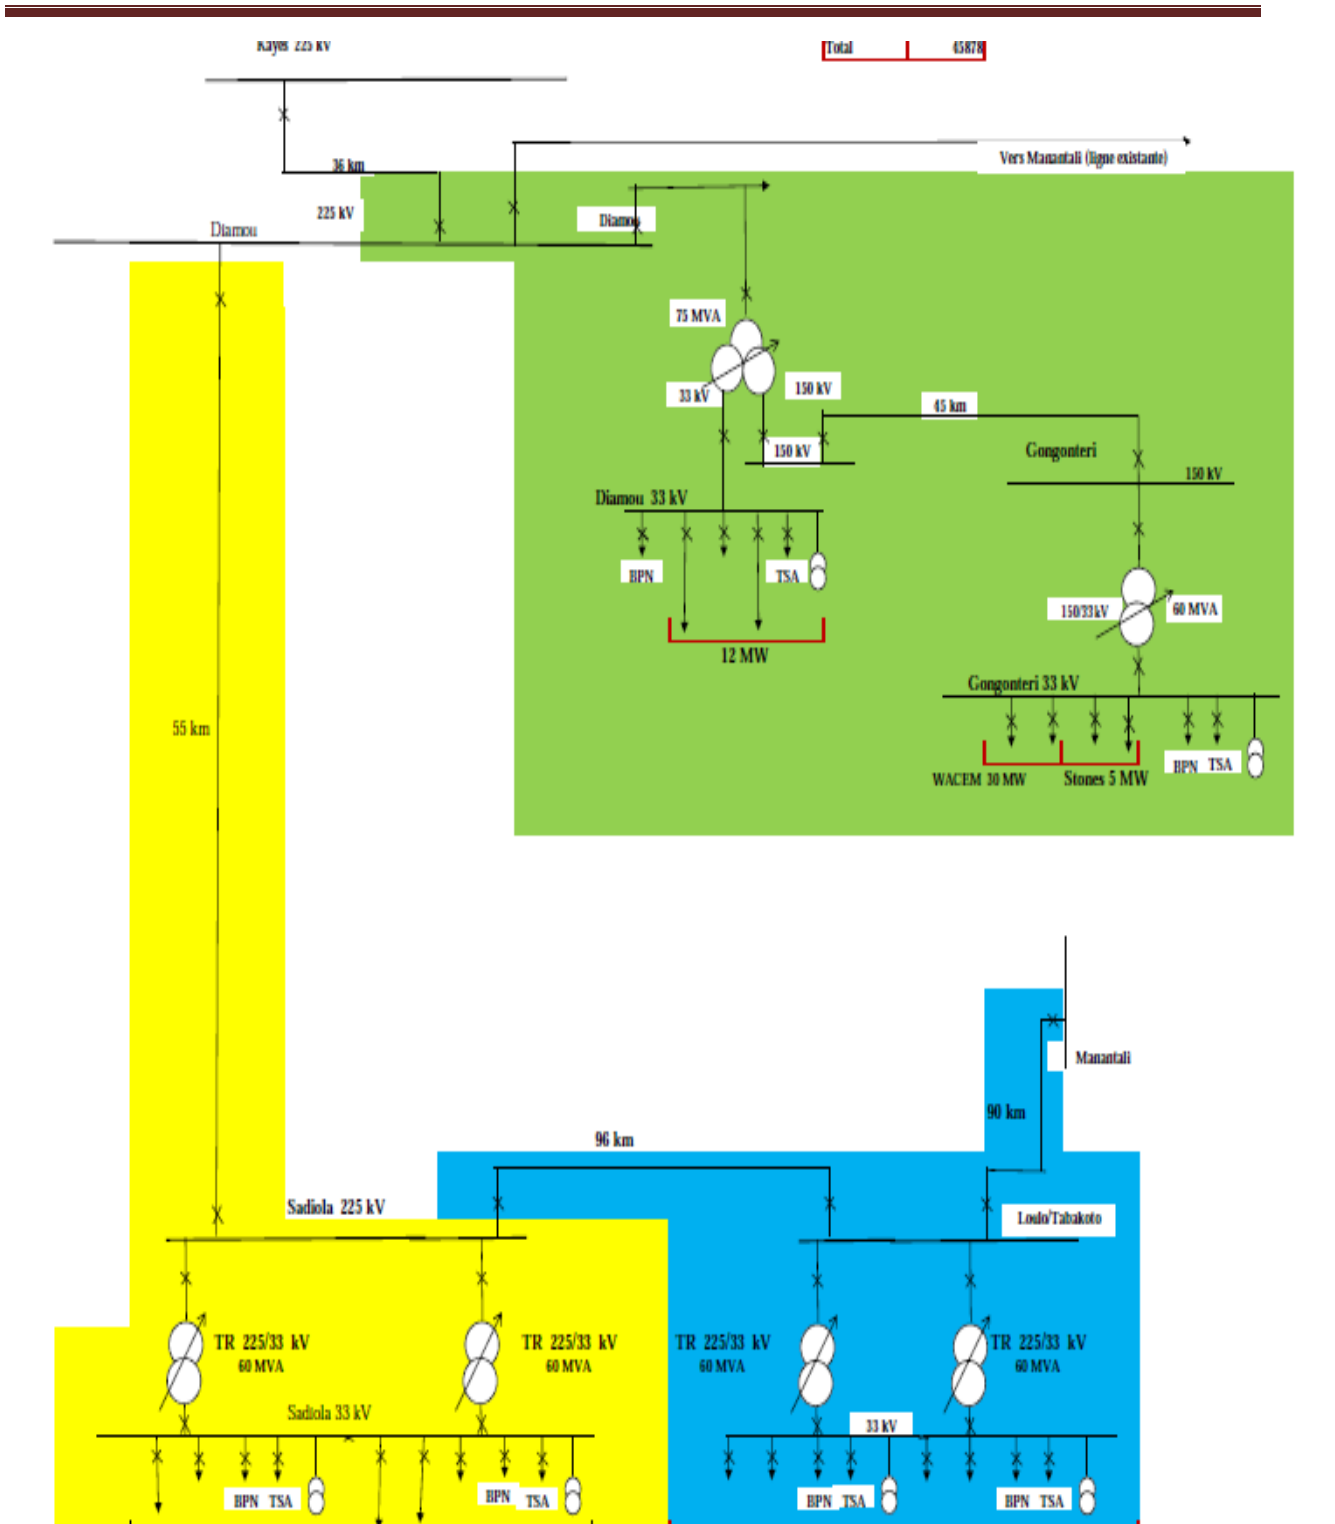 Kayes 225 kV
Total 45878
Vers Manantali (ligne existante)
36 km
225 kV
Diamou
Diamou
75 MVA
33 kV
150 kV
45 km
150 kV
Gongonteri
150 kV
Diamou 33 kV
BPN
TSA
150/33kV
60 MVA
12 MW
Gongonteri 33 kV
55 km
WACEM 30 MW
Stones 5 MW
BPN TSA
Manantali
90 km
96 km
Sadiola 225 kV
Loulo/Tabakoto
TR 225/33 kV
60 MVA
TR 225/33 kV
60 MVA
TR 225/33 kV
60 MVA
TR 225/33 kV
60 MVA
Sadiola 33 kV
33 kV
BPN TSA
BPN TSA
BPN TSA
BPN TSA